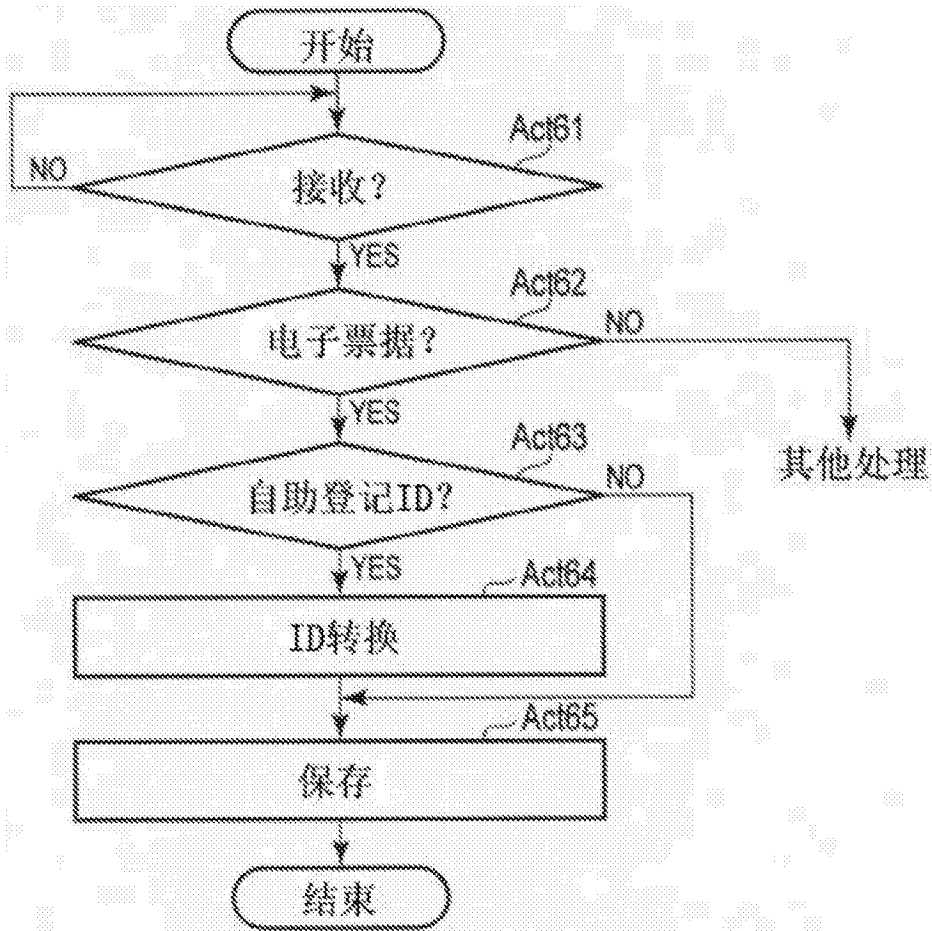 开始
Act61
NO
接收？
YES
Act62
NO
电子票据？
YES
Act63
其他处理
NO
自助登记ID？
YES
Act64
ID转换
Act65
保存
结束